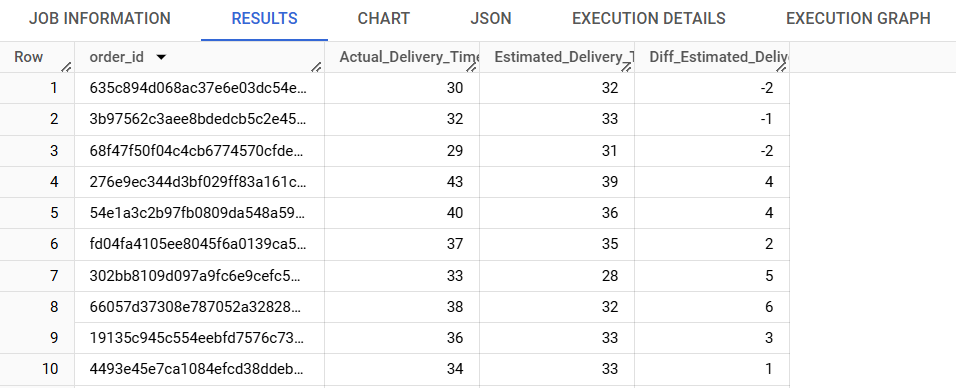 JOB INFORMATION RESULTS CHART JSON EXECUTION DETAILS EXECUTION GRAPH
Row order_id Actual_Delivery_Time Estimated_Delivery_T Diff_Estimated_Deliv
1 635c894d068ac37e6e03dc54e... 30 32 -2
2 3b97562c3aee8bdedcb5c2e45... 32 33 -1
3 68f47f50f04c4cb6774570cfde... 29 31 -2
4 276e9ec344d3bf029ff83a161c... 43 39 4
5 54e1a3c2b97fb0809da548a59... 40 36 4
6 fd04fa4105ee8045f6a0139ca5... 37 35 2
7 302bb8109d097a9fc6e9cefc5... 33 28 5
8 66057d37308e787052a32828... 38 32 6
9 19135c945c554eebfd7576c73... 36 33 3
10 4493e45e7ca1084efcd38ddeb... 34 33 1